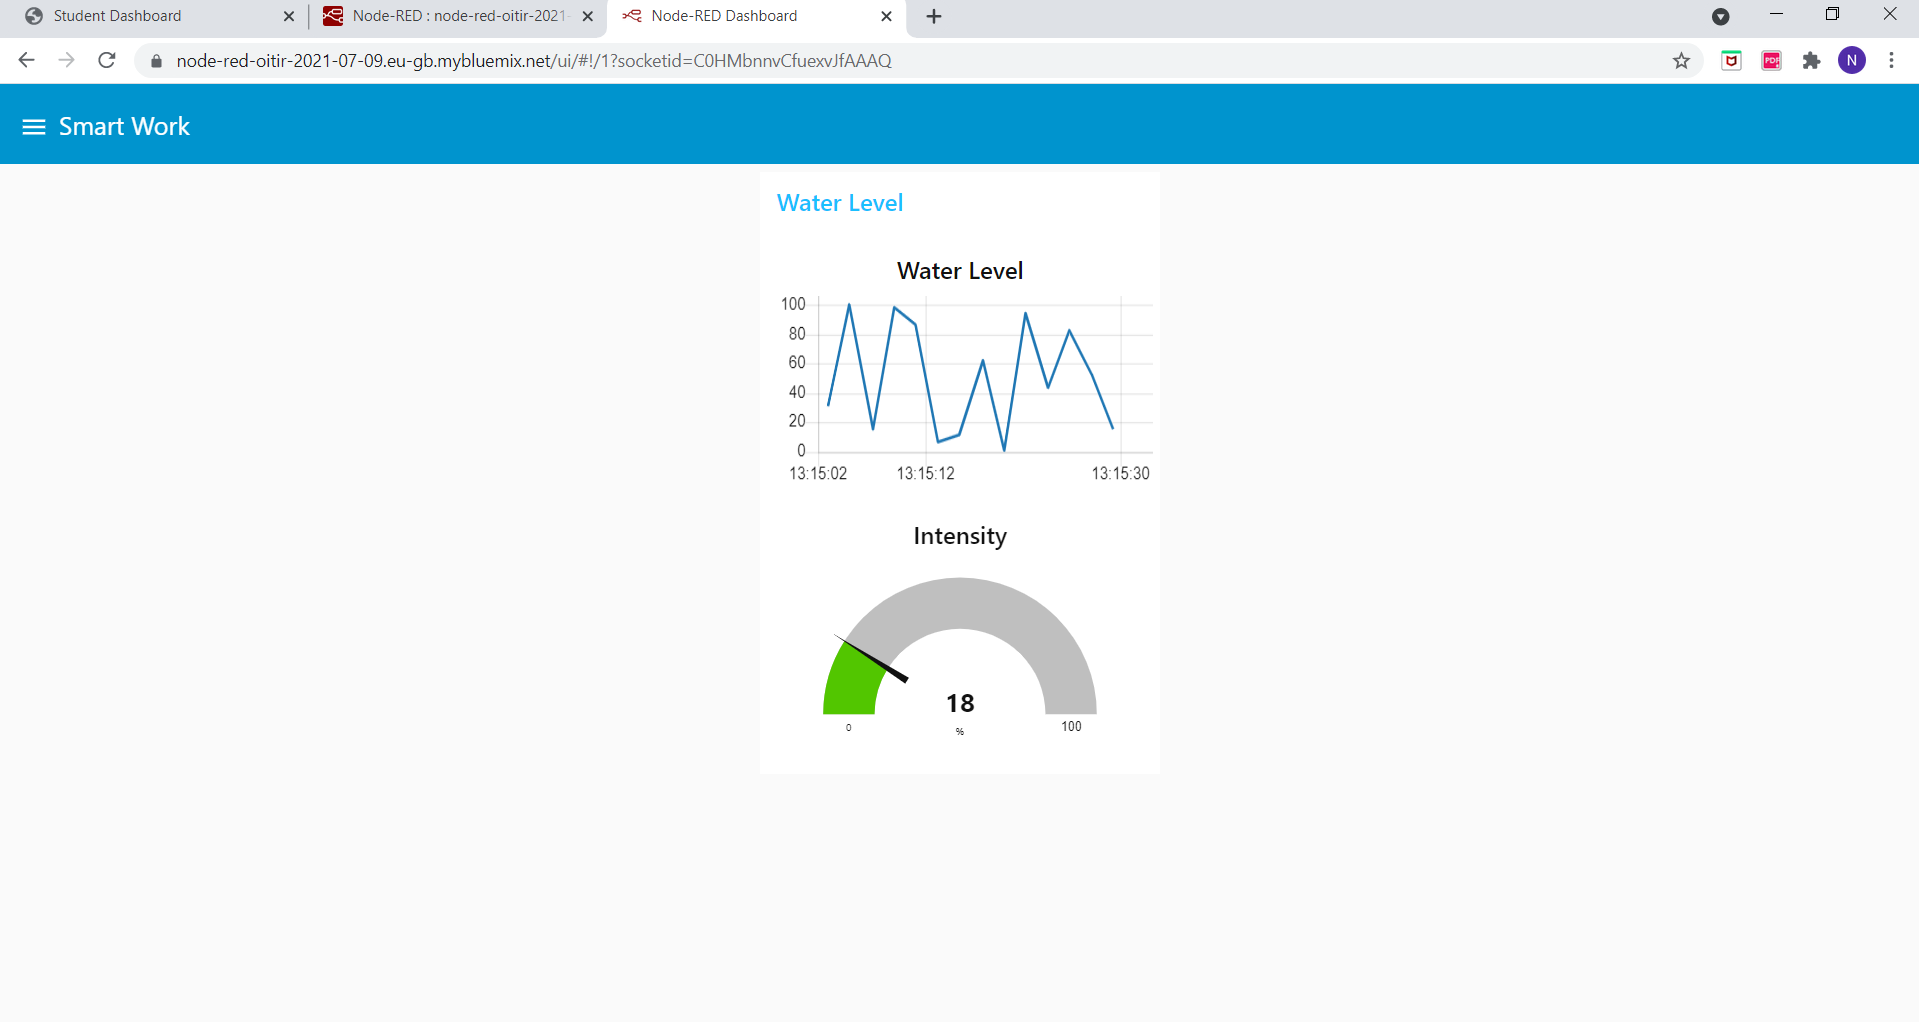 Student Dashboard
Node-RED : node-red-oitir-2021-
Node-RED Dashboard
node-red-oitir-2021-07-09.eu-gb.mybluemix.net/ui/#!/1?socketid=C0HMbnnvCfuexvJfAAAQ
PDF
N
Smart Work
Water Level
Water Level
100
80
60
40
20
0
13:15:02 13:15:12 13:15:30
Intensity
18
0 % 100